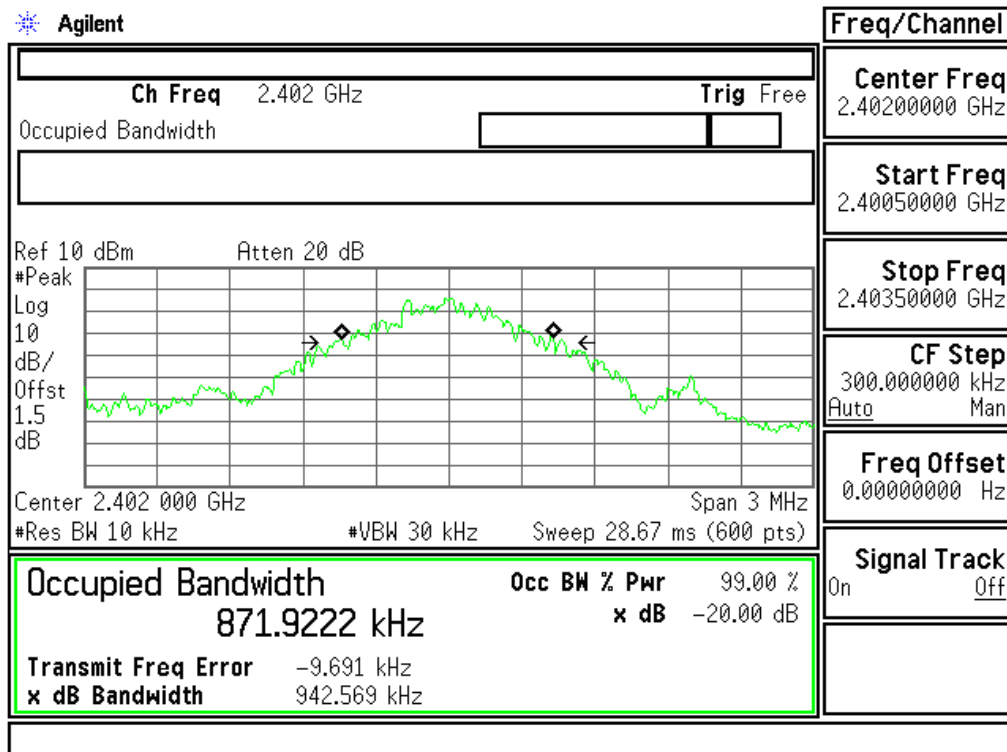 Agilent
Freq/Channel
Ch Freq 2.402 GHz
Trig Free
Occupied Bandwidth
Center Freq
2.40200000 GHz
Start Freq
2.40050000 GHz
Stop Freq
2.40350000 GHz
CF Step
300.000000 kHz
Auto Man
Freq Offset
0.00000000 Hz
Signal Track
On Off
Ref 10 dBm
Atten 20 dB
#Peak
Log
10
dB/
Offst
1.5
dB
Center 2.402 000 GHz
Span 3 MHz
#Res BW 10 kHz
#VBW 30 kHz
Sweep 28.67 ms (600 pts)
Occupied Bandwidth
871.9222 kHz
Occ BW % Pwr 99.00 %
x dB -20.00 dB
Transmit Freq Error -9.691 kHz
x dB Bandwidth 942.569 kHz